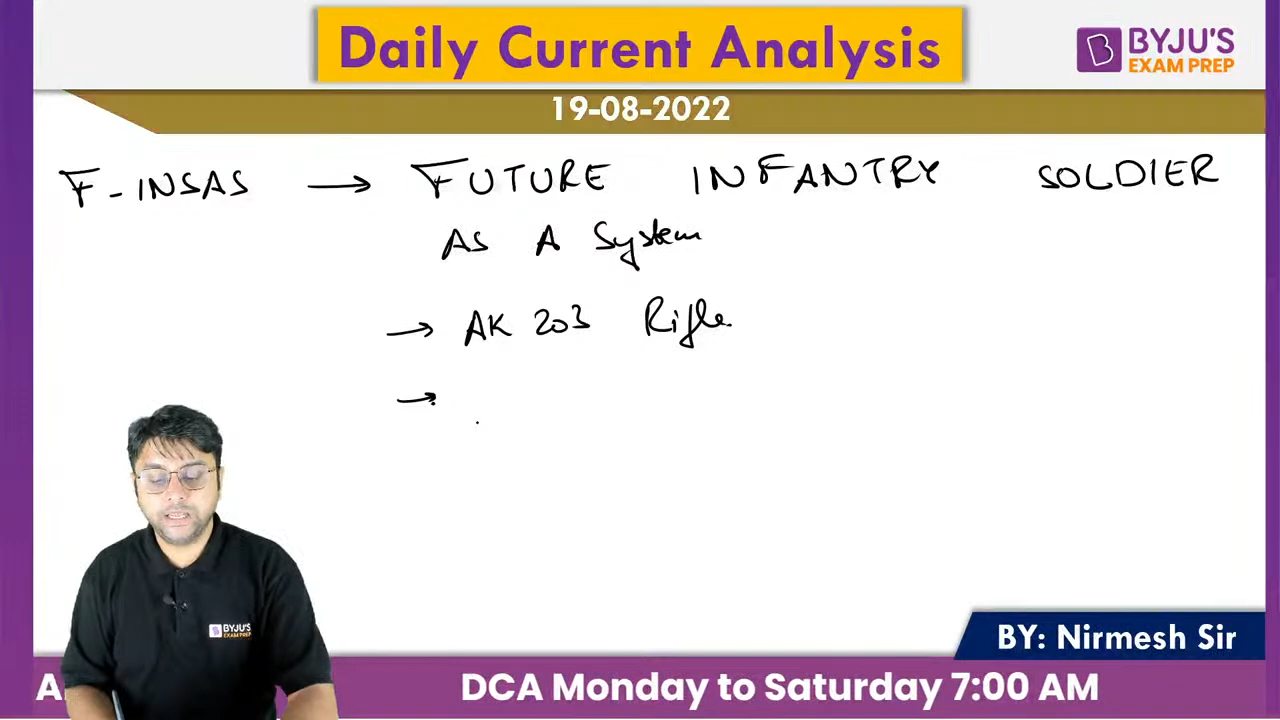 Daily Current Analysis
BYJU'S
EXAM PREP
19-08-2022
F-INSAS → FUTURE INFANTRY SOLDIER
AS A System
→ AK 203 Rifle
→
BYJU'S
EXAM PREP
BY: Nirmesh Sir
DCA Monday to Saturday 7:00 AM